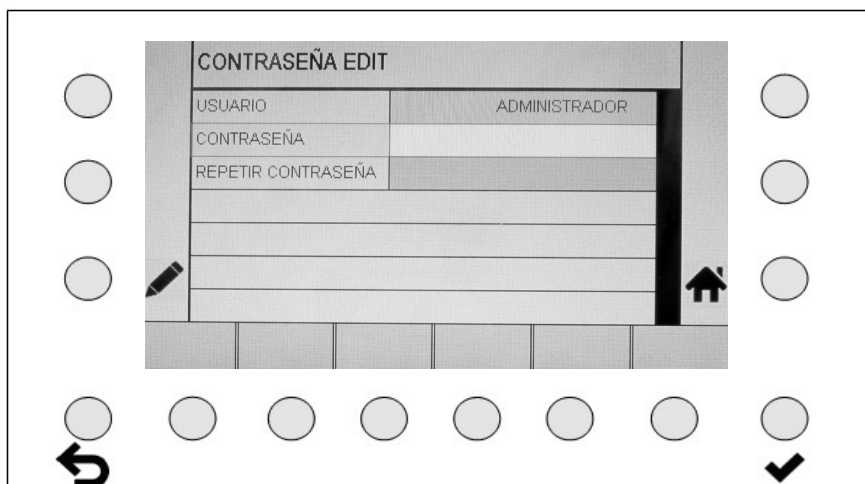 CONTRASEÑA EDIT
USUARIO ADMINISTRADOR
CONTRASEÑA
REPETIR CONTRASEÑA